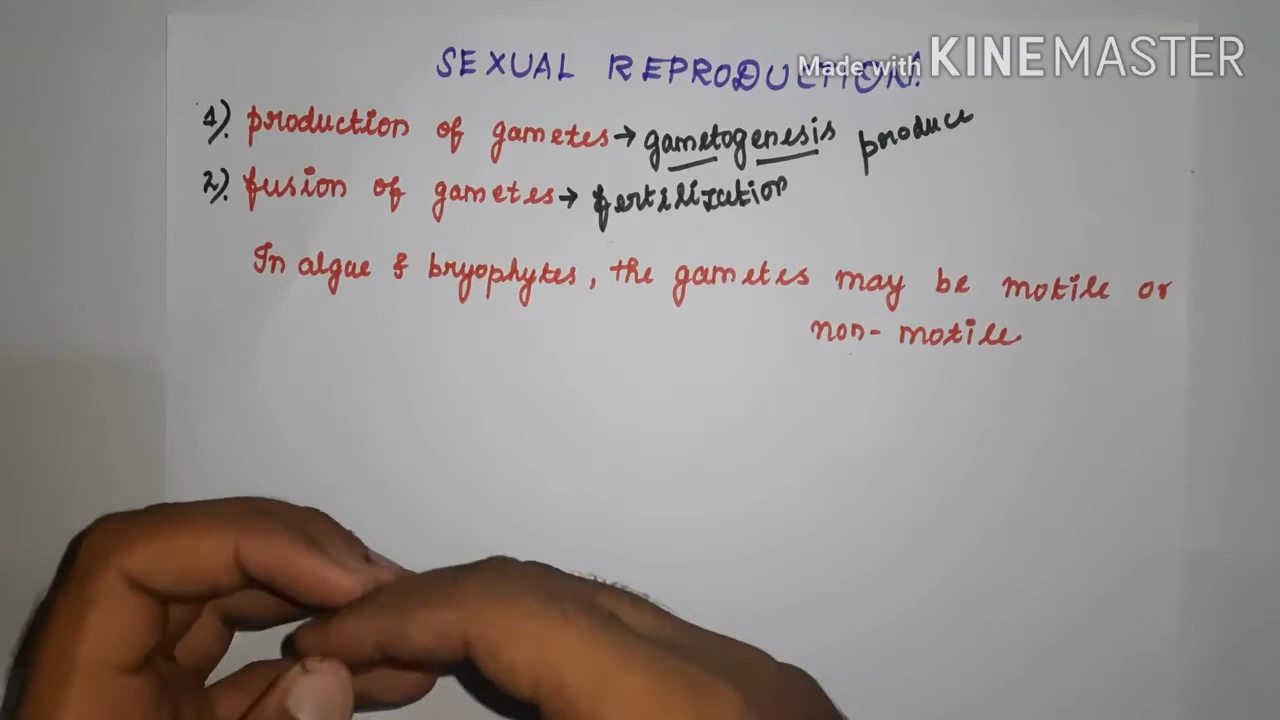 SEXUAL REPRODUCTION:
Made with KINEMASTER
1). production of gametes → gametogenesis produce
2). fusion of gametes → fertilization
In algae & bryophytes, the gametes may be motile or
non-motile